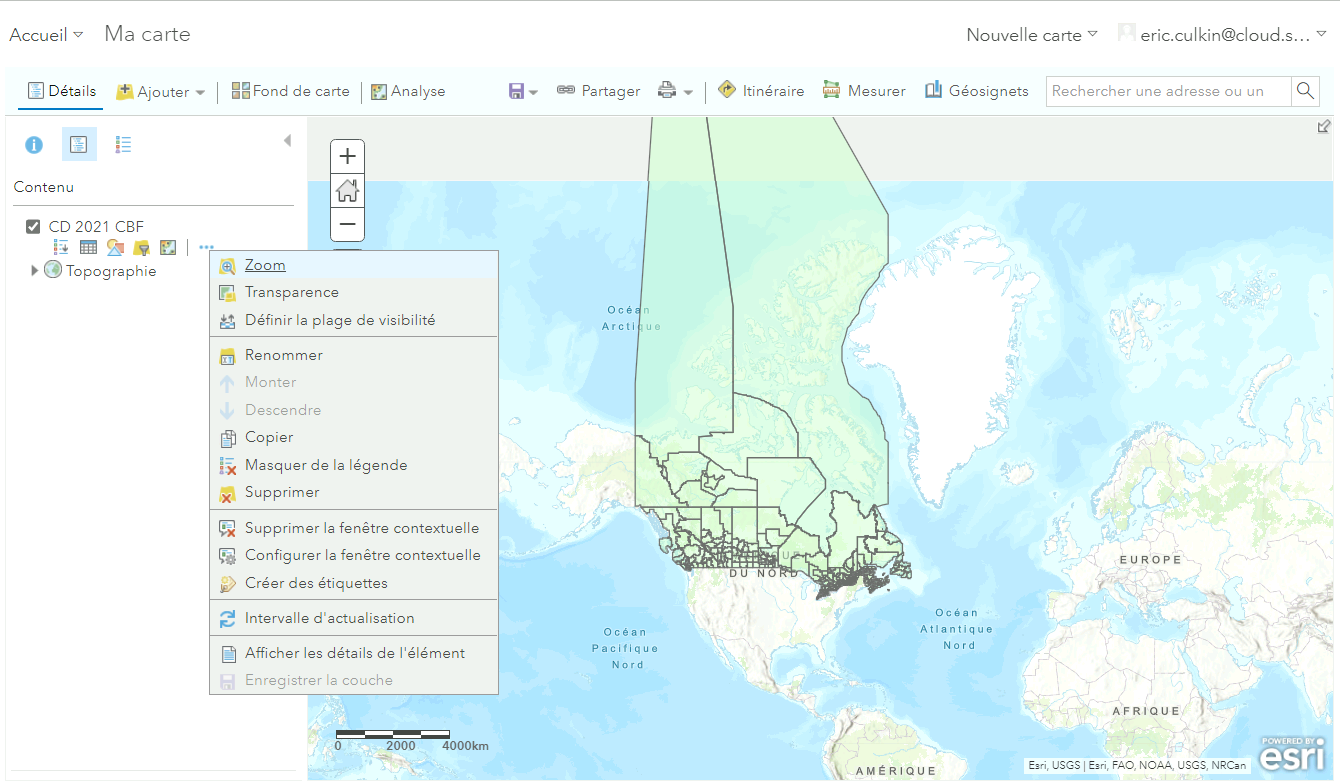 Accueil
Ma carte
Nouvelle carte
eric.culkin@cloud.s...
Détails
Ajouter
Fond de carte
Analyse
Partager
Itinéraire
Mesurer
Géosignets
Rechercher une adresse ou un
Contenu
CD 2021 CBF
Topographie
Zoom
Transparence
Définir la plage de visibilité
Renommer
Monter
Descendre
Copier
Masquer de la légende
Supprimer
Supprimer la fenêtre contextuelle
Configurer la fenêtre contextuelle
Créer des étiquettes
Intervalle d'actualisation
Afficher les détails de l'élément
Enregistrer la couche
Océan
Arctique
DU NORD
EUROPE
Océan
Atlantique
Nord
Océan
Pacifique
Nord
AFRIQUE
AMÉRIQUE
0 2000 4000km
Esri, USGS | Esri, FAO, NOAA, USGS, NRCan
POWERED BY
esri